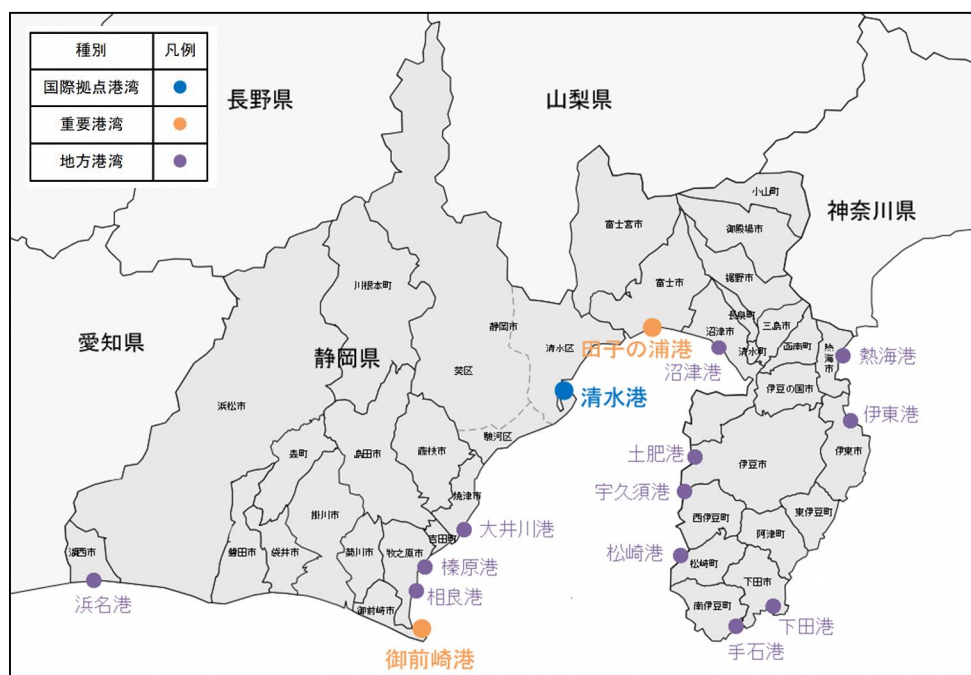 種別 凡例
国際拠点港湾
重要港湾
地方港湾
長野県
山梨県
神奈川県
愛知県
静岡県
小山町
御殿場市
富士宮市
裾野市
富士市
川根本町
長泉町
三島市
静岡市
沼津市
清水区
清水町
函南町
熱海市
田子の浦港
沼津港
熱海港
葵区
伊豆の国市
清水港
浜松市
伊東港
駿河区
森町
島田市
藤枝市
土肥港
伊豆市
伊東市
焼津市
宇久須港
掛川市
西伊豆町
東伊豆町
大井川港
吉田町
湖西市
磐田市
袋井市
菊川市
牧之原市
松崎港
松崎町
榛原港
下田市
浜名港
相良港
御前崎市
南伊豆町
下田港
手石港
御前崎港